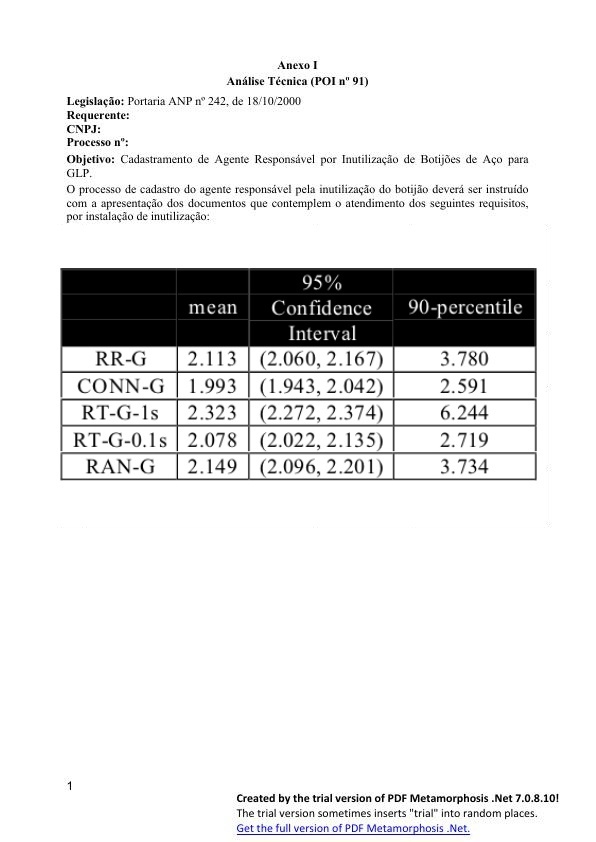 Anexo I
Análise Técnica (POI nº 91)
Legislação: Portaria ANP nº 242, de 18/10/2000
Requerente:
CNPJ:
Processo nº:
Objetivo: Cadastramento de Agente Responsável por Inutilização de Botijões de Aço para
GLP.
O processo de cadastro do agente responsável pela inutilização do botijão deverá ser instruído
com a apresentação dos documentos que contemplem o atendimento dos seguintes requisitos,
por instalação de inutilização:
mean 95% Confidence Interval 90-percentile
RR-G 2.113 (2.060, 2.167) 3.780
CONN-G 1.993 (1.943, 2.042) 2.591
RT-G-1s 2.323 (2.272, 2.374) 6.244
RT-G-0.1s 2.078 (2.022, 2.135) 2.719
RAN-G 2.149 (2.096, 2.201) 3.734
1
Created by the trial version of PDF Metamorphosis .Net 7.0.8.10!
The trial version sometimes inserts "trial" into random places.
Get the full version of PDF Metamorphosis .Net.